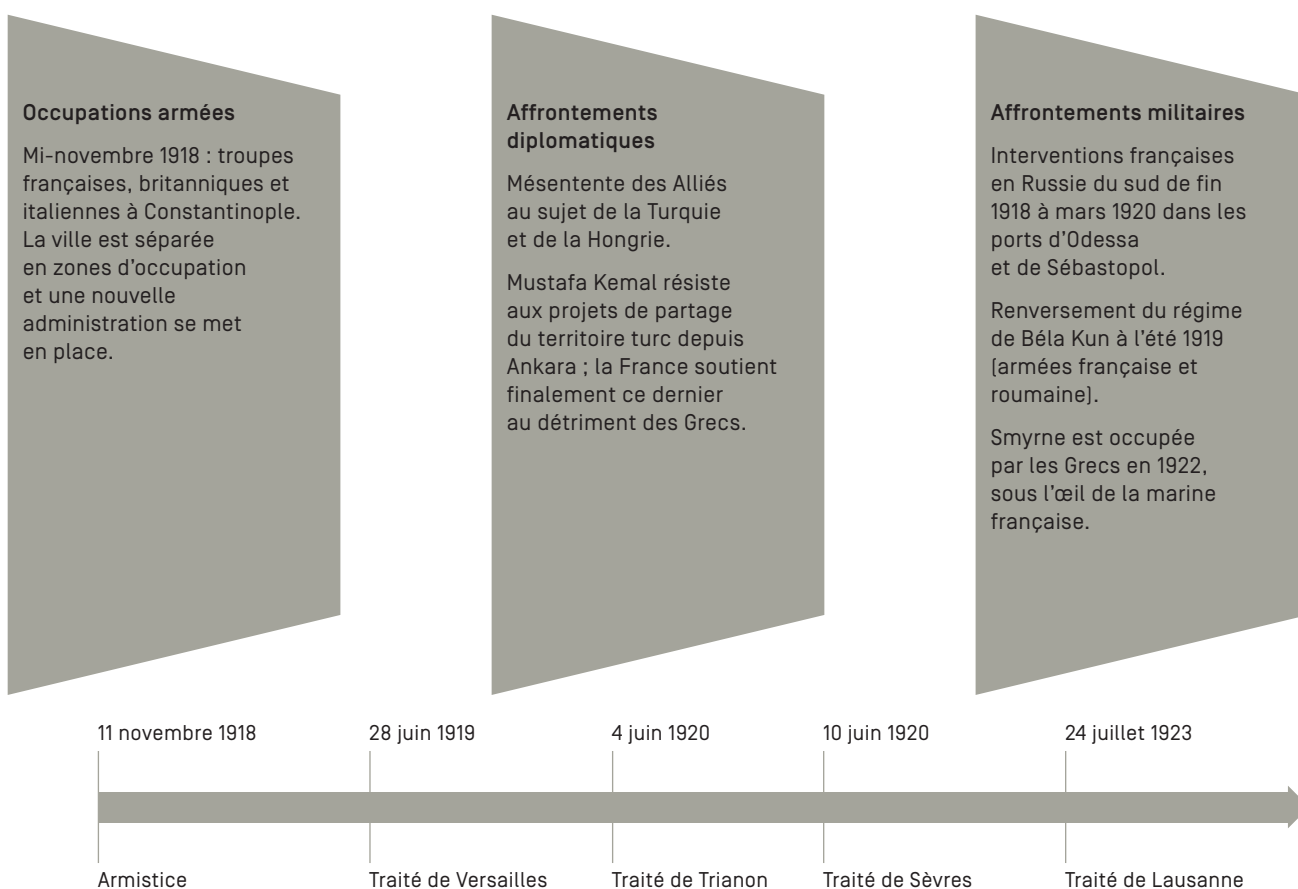 Occupations armées
Mi-novembre 1918 : troupes
françaises, britanniques et
italiennes à Constantinople.
La ville est séparée
en zones d’occupation
et une nouvelle
administration se met
en place.
Affrontements
diplomatiques
Mésentente des Alliés
au sujet de la Turquie
et de la Hongrie.
Mustafa Kemal résiste
aux projets de partage
du territoire turc depuis
Ankara ; la France soutient
finalement ce dernier
au détriment des Grecs.
Affrontements militaires
Interventions françaises
en Russie du sud de fin
1918 à mars 1920 dans les
ports d’Odessa
et de Sébastopol.
Renversement du régime
de Béla Kun à l’été 1919
(armées française et
roumaine).
Smyrne est occupée
par les Grecs en 1922,
sous l’œil de la marine
française.
11 novembre 1918
28 juin 1919
4 juin 1920
10 juin 1920
24 juillet 1923
Armistice
Traité de Versailles
Traité de Trianon
Traité de Sèvres
Traité de Lausanne